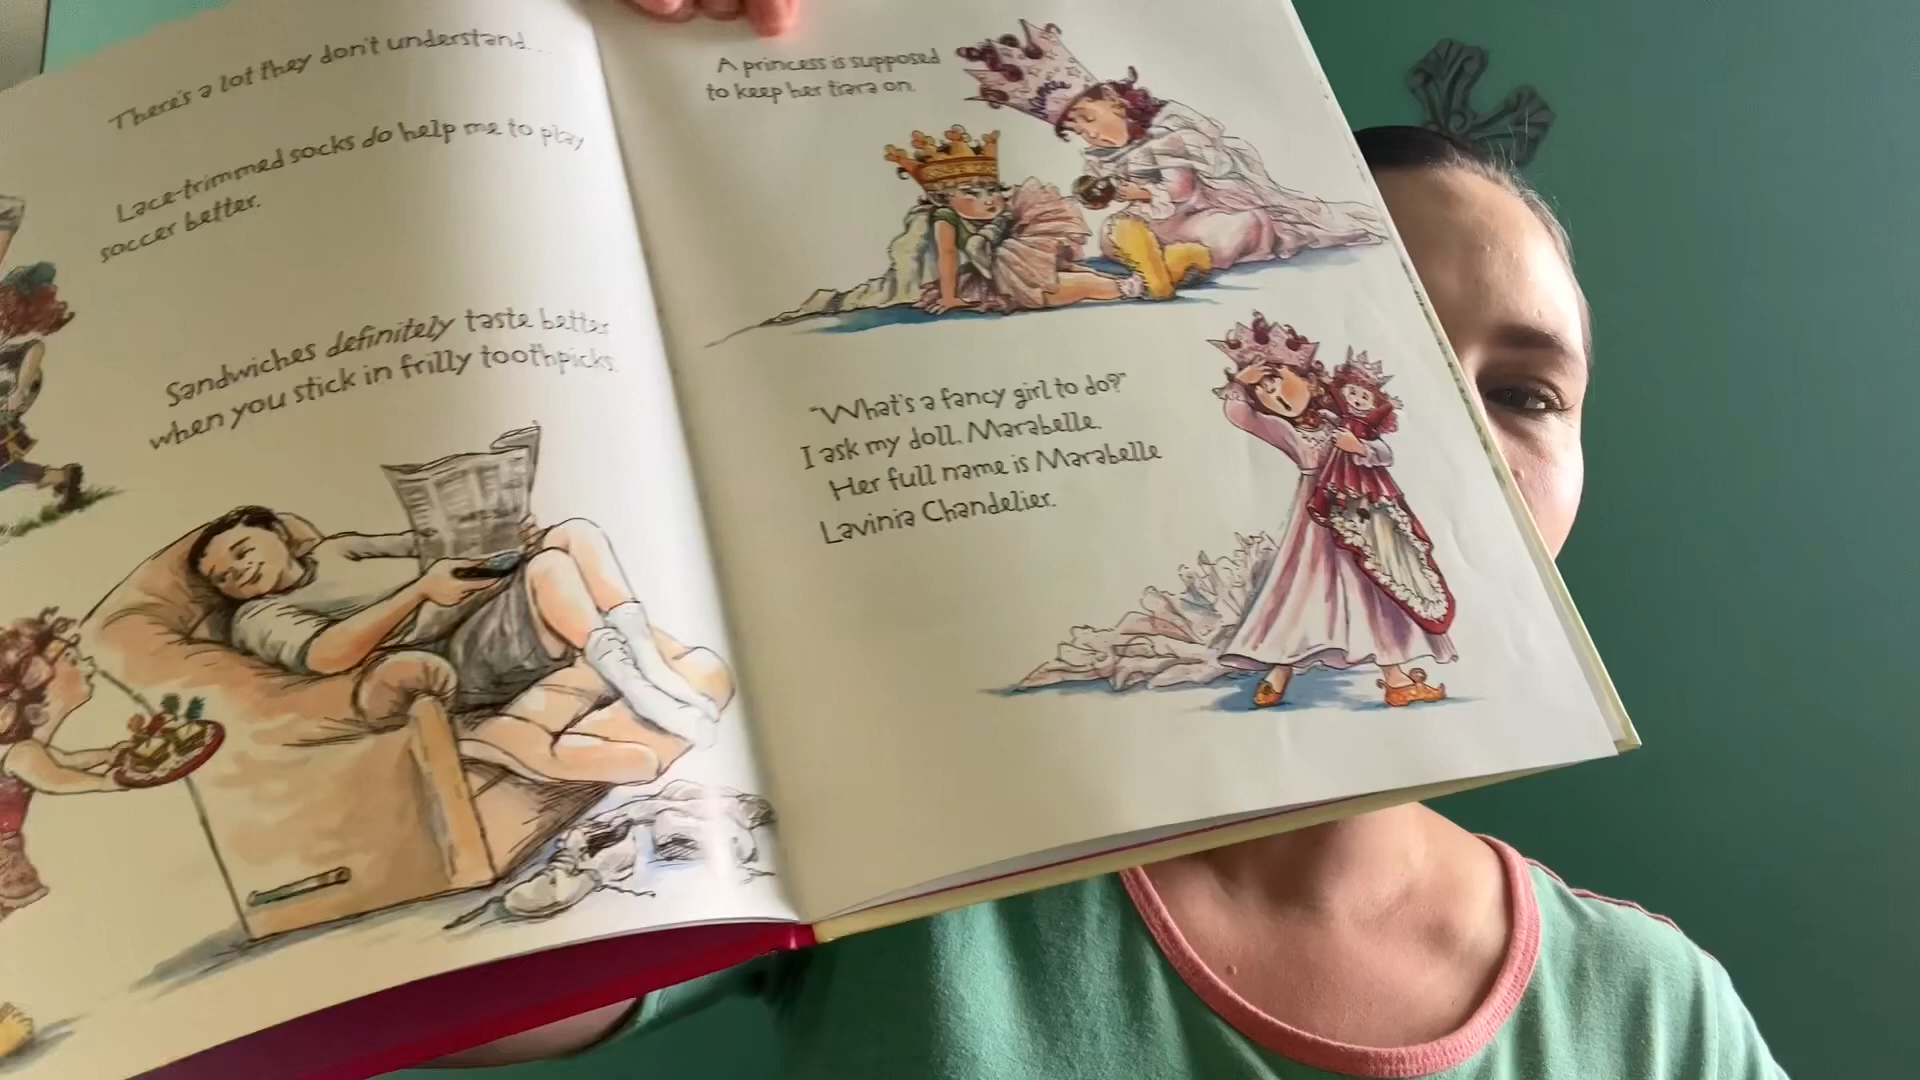 There's a lot they don't understand...
Lace-trimmed socks do help me to play
soccer better.
Sandwiches definitely taste better
when you stick in frilly toothpicks.
A princess is supposed
to keep her tiara on.
"What's a fancy girl to do?"
I ask my doll, Marabelle.
Her full name is Marabelle
Lavinia Chandelier.